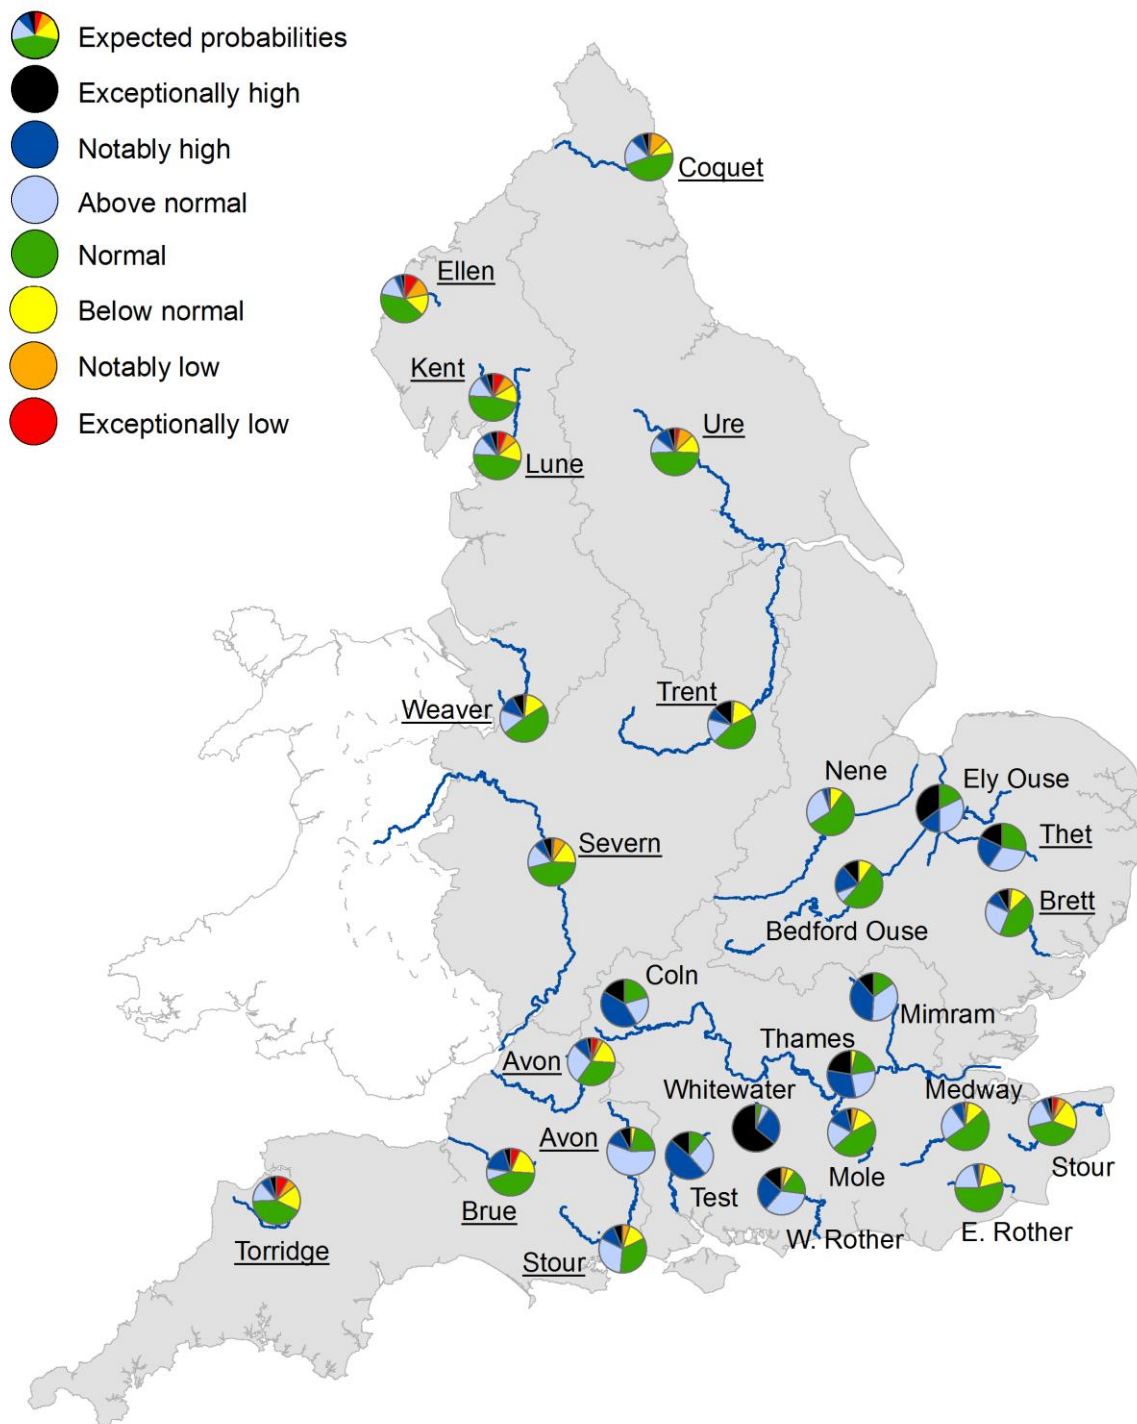 Expected probabilities
Exceptionally high
Notably high
Above normal
Normal
Below normal
Notably low
Exceptionally low
Coquet
Ellen
Kent
Lune
Ure
Weaver
Trent
Nene
Ely Ouse
Thet
Severn
Brett
Bedford Ouse
Coln
Mimram
Thames
Avon
Whitewater
Medway
Avon
Mole
Stour
Test
Brue
W. Rother
E. Rother
Torridge
Stour